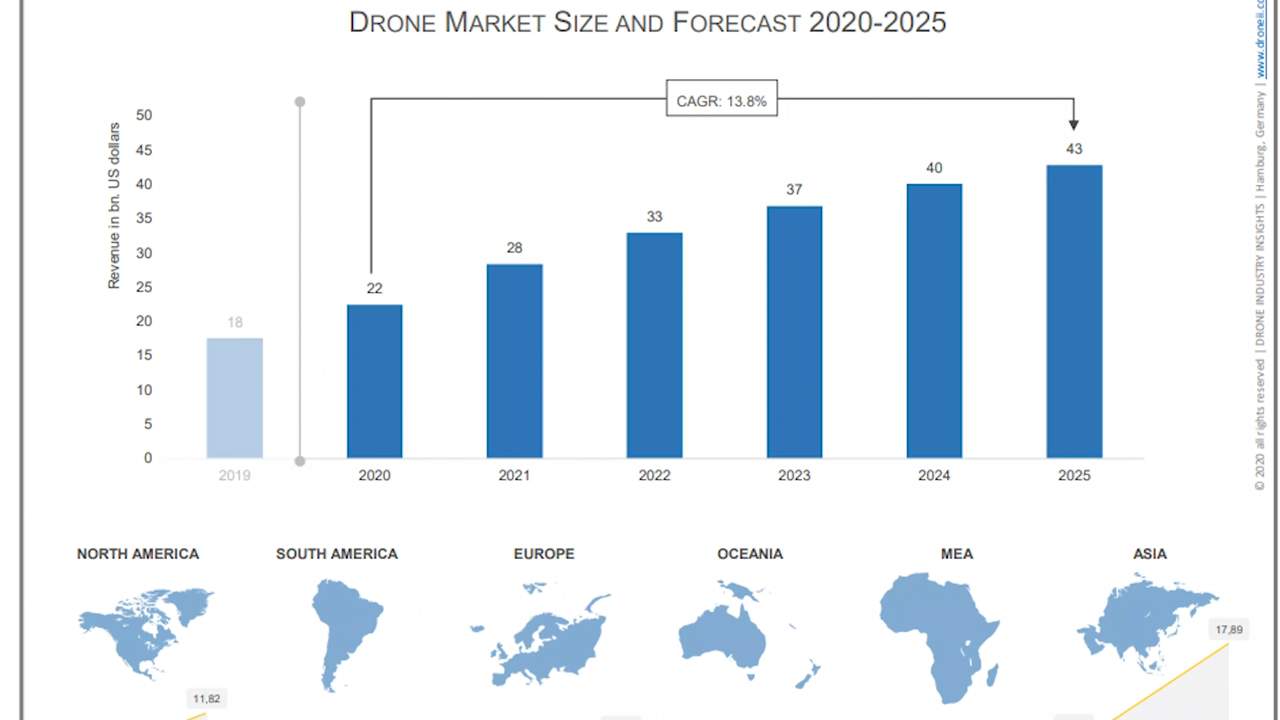 DRONE MARKET SIZE AND FORECAST 2020-2025
CAGR: 13.8%
Revenue in bn. US dollars
50
45
40
35
30
25
20
15
10
5
0
18
22
28
33
37
40
43
2019
2020
2021
2022
2023
2024
2025
© 2020 all rights reserved | DRONE INDUSTRY INSIGHTS | Hamburg, Germany | www.droneii.co
NORTH AMERICA
SOUTH AMERICA
EUROPE
OCEANIA
MEA
ASIA
11,82
17,89